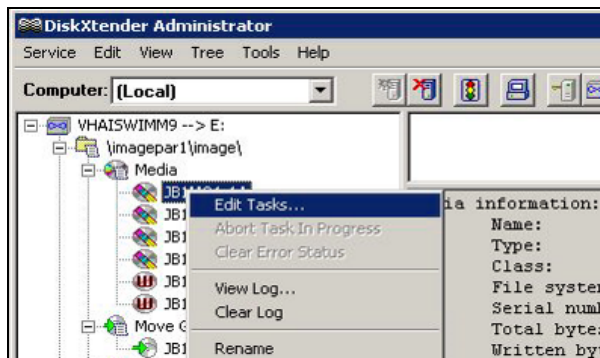 DiskXtender Administrator
Service Edit View Tree Tools Help
Computer: (Local)
VHAISWIMM9 --> E:
\imagepar1\image\
Media
JB1
Edit Tasks...
JB1
Abort Task In Progress
JB1
Clear Error Status
JB1
JB1
View Log...
JB1
Clear Log
Move G
JB1
Rename
ia information:
Name:
Type:
Class:
File system
Serial numb
Total bytes
Written by